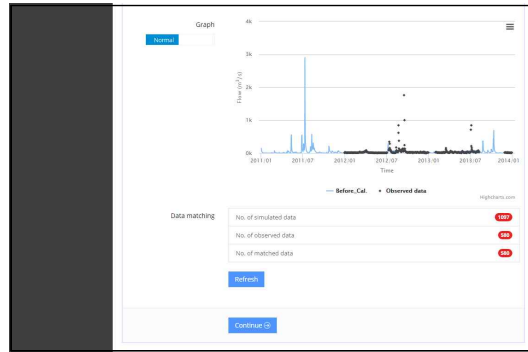 Graph
Normal
4k
3k
2k
1k
0k
Flow (m³/s)
2011/01 2011/07 2012/01 2012/07 2013/01 2013/07 2014/01
Time
Before_Cal. Observed data
Highcharts.com
Data matching
No. of simulated data 1097
No. of observed data 580
No. of matched data 580
Refresh
Continue